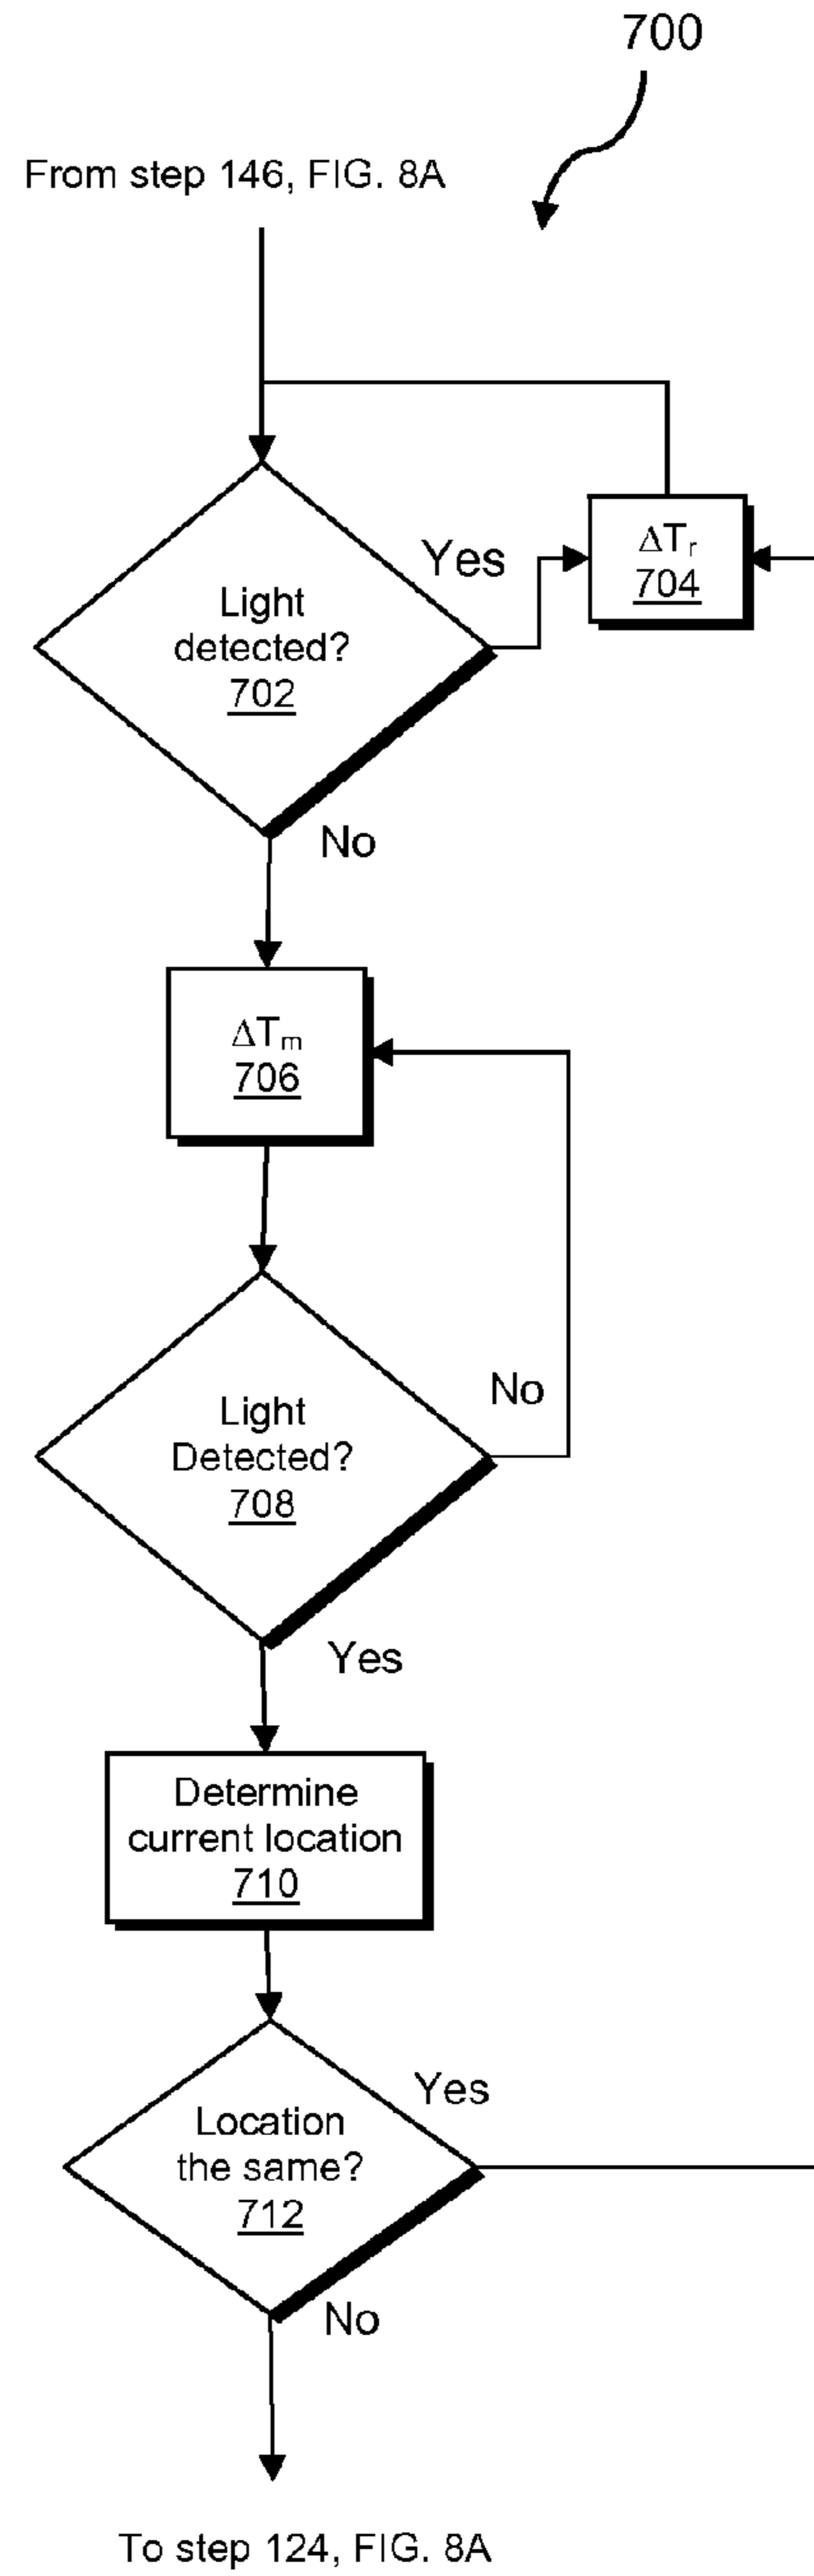 700
From step 146, FIG. 8A
Yes
ΔTr
704
Light
detected?
702
No
ΔTm
706
No
Light
Detected?
708
Yes
Determine
current location
710
Yes
Location
the same?
712
No
To step 124, FIG. 8A